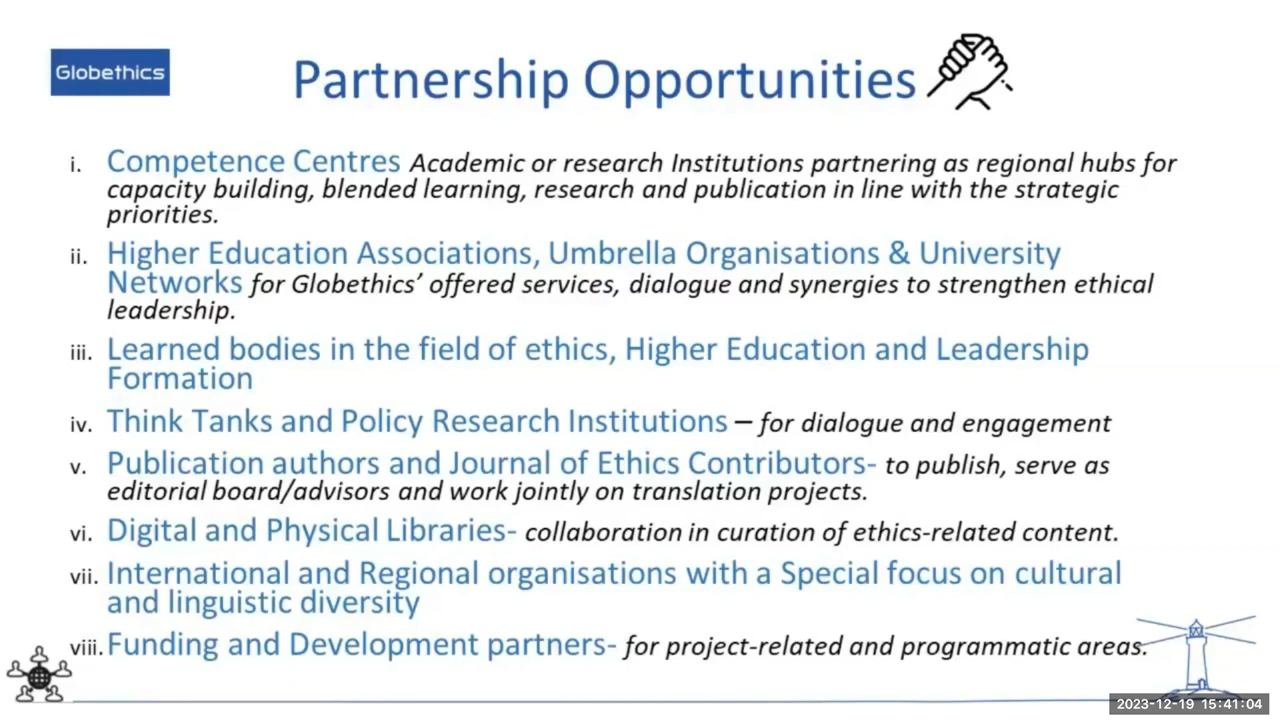 Globethics
Partnership Opportunities
i. Competence Centres Academic or research Institutions partnering as regional hubs for
capacity building, blended learning, research and publication in line with the strategic
priorities.
ii. Higher Education Associations, Umbrella Organisations & University
Networks for Globethics’ offered services, dialogue and synergies to strengthen ethical
leadership.
iii. Learned bodies in the field of ethics, Higher Education and Leadership
Formation
iv. Think Tanks and Policy Research Institutions – for dialogue and engagement
v. Publication authors and Journal of Ethics Contributors- to publish, serve as
editorial board/advisors and work jointly on translation projects.
vi. Digital and Physical Libraries- collaboration in curation of ethics-related content.
vii. International and Regional organisations with a Special focus on cultural
and linguistic diversity
viii. Funding and Development partners- for project-related and programmatic areas.
2023-12-19 15:41:04